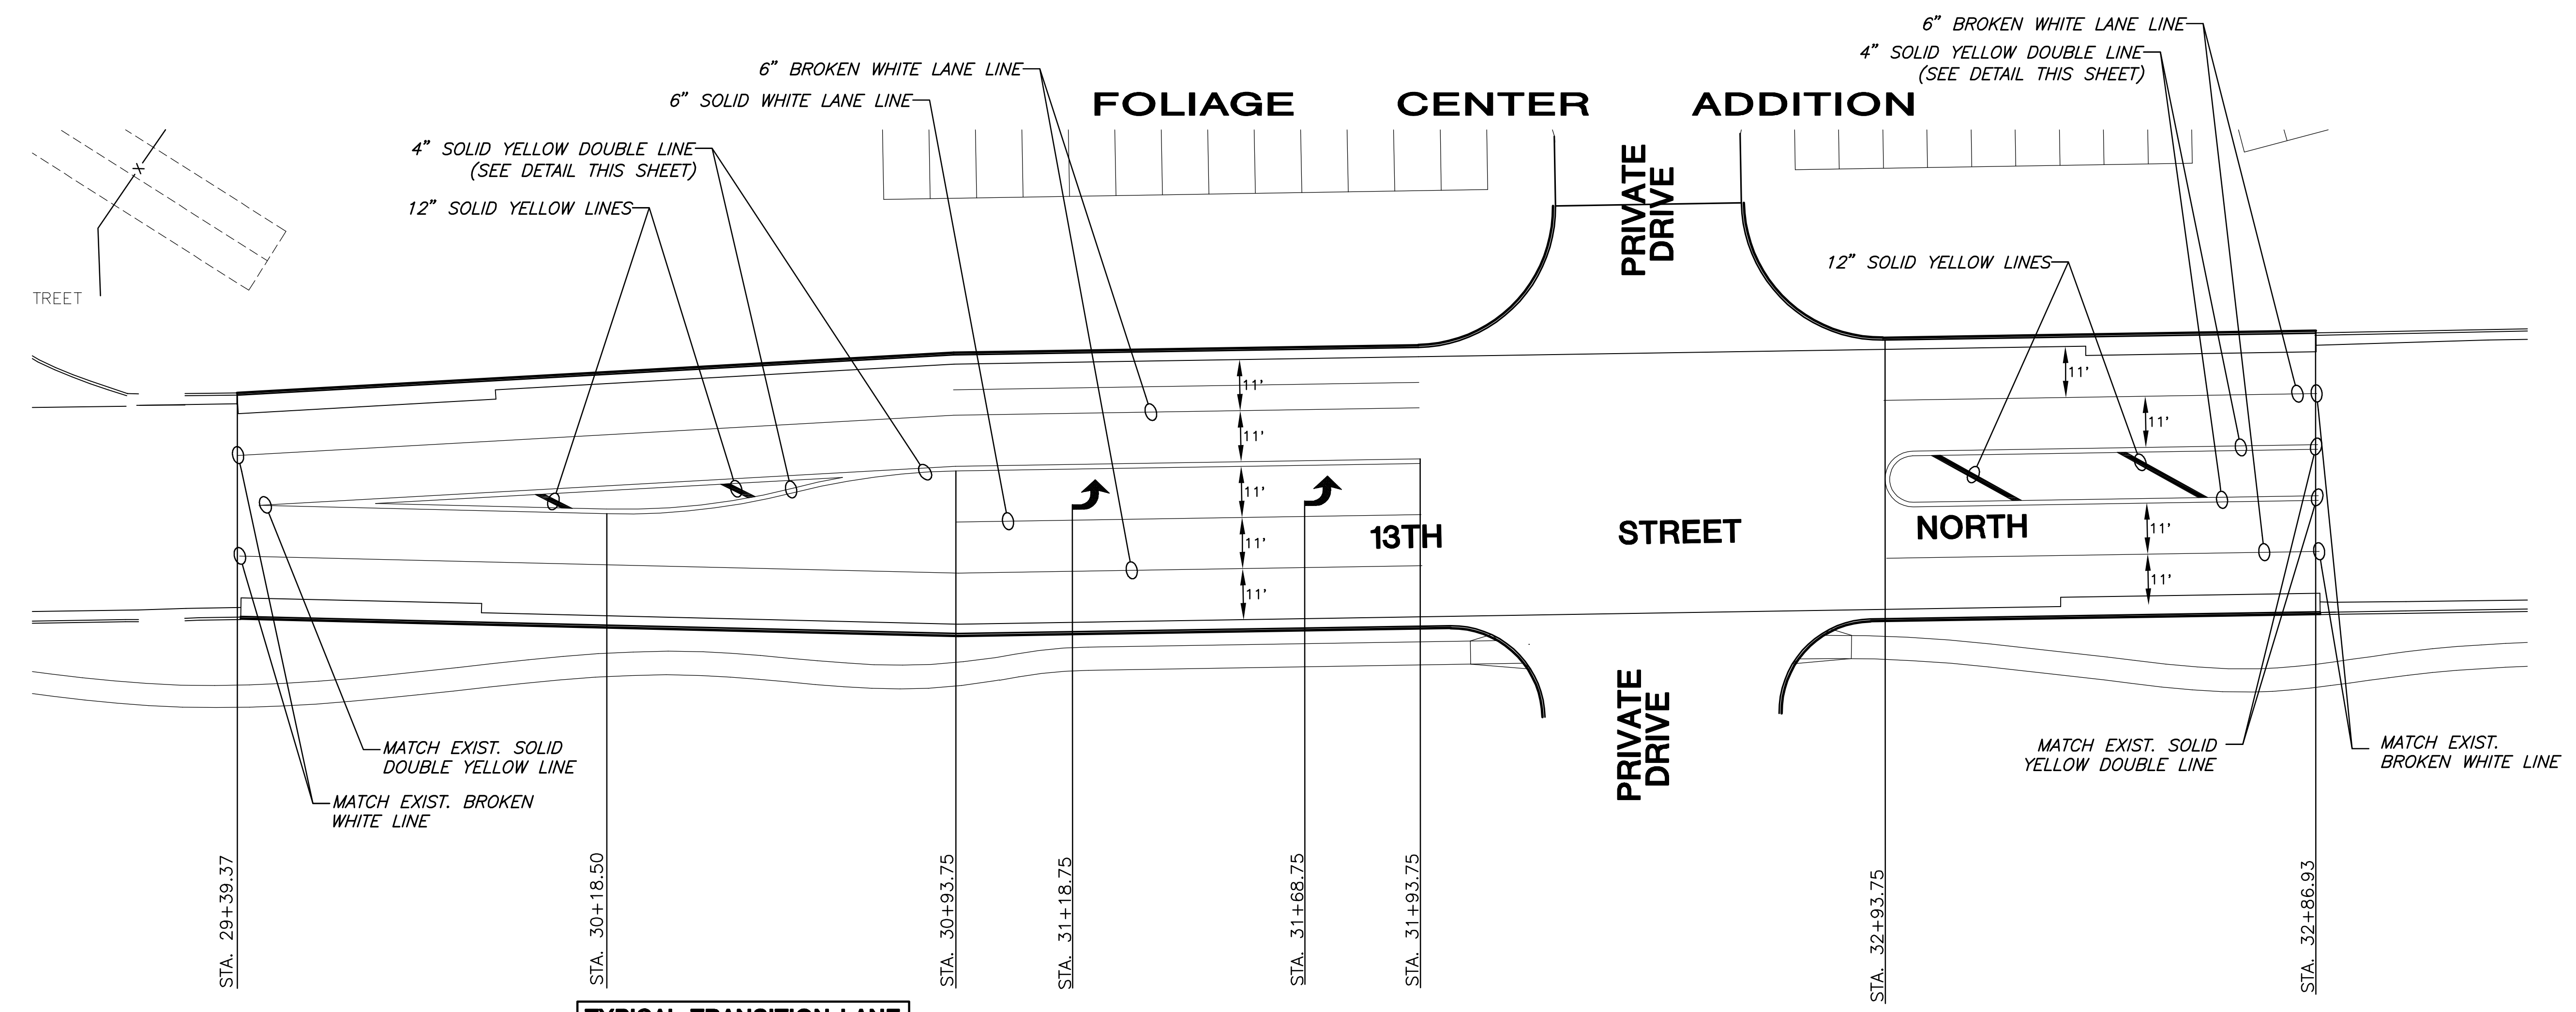 6” BROKEN WHITE LANE LINE
4” SOLID YELLOW DOUBLE LINE
(SEE DETAIL THIS SHEET)
6” BROKEN WHITE LANE LINE
6” SOLID WHITE LANE LINE
FOLIAGE CENTER ADDITION
4” SOLID YELLOW DOUBLE LINE
(SEE DETAIL THIS SHEET)
12” SOLID YELLOW LINES
PRIVATE
DRIVE
12” SOLID YELLOW LINES
TREET
X
11'
11'
11'
11'
11'
11'
11'
11'
11'
13TH STREET NORTH
PRIVATE
DRIVE
MATCH EXIST. SOLID
DOUBLE YELLOW LINE
MATCH EXIST. BROKEN
WHITE LINE
MATCH EXIST. SOLID
YELLOW DOUBLE LINE
MATCH EXIST.
BROKEN WHITE LINE
STA. 29+39.37
STA. 30+18.50
STA. 30+93.75
STA. 31+18.75
STA. 31+68.75
STA. 31+93.75
STA. 32+93.75
STA. 32+86.93
TYPICAL TRANSITION LANE